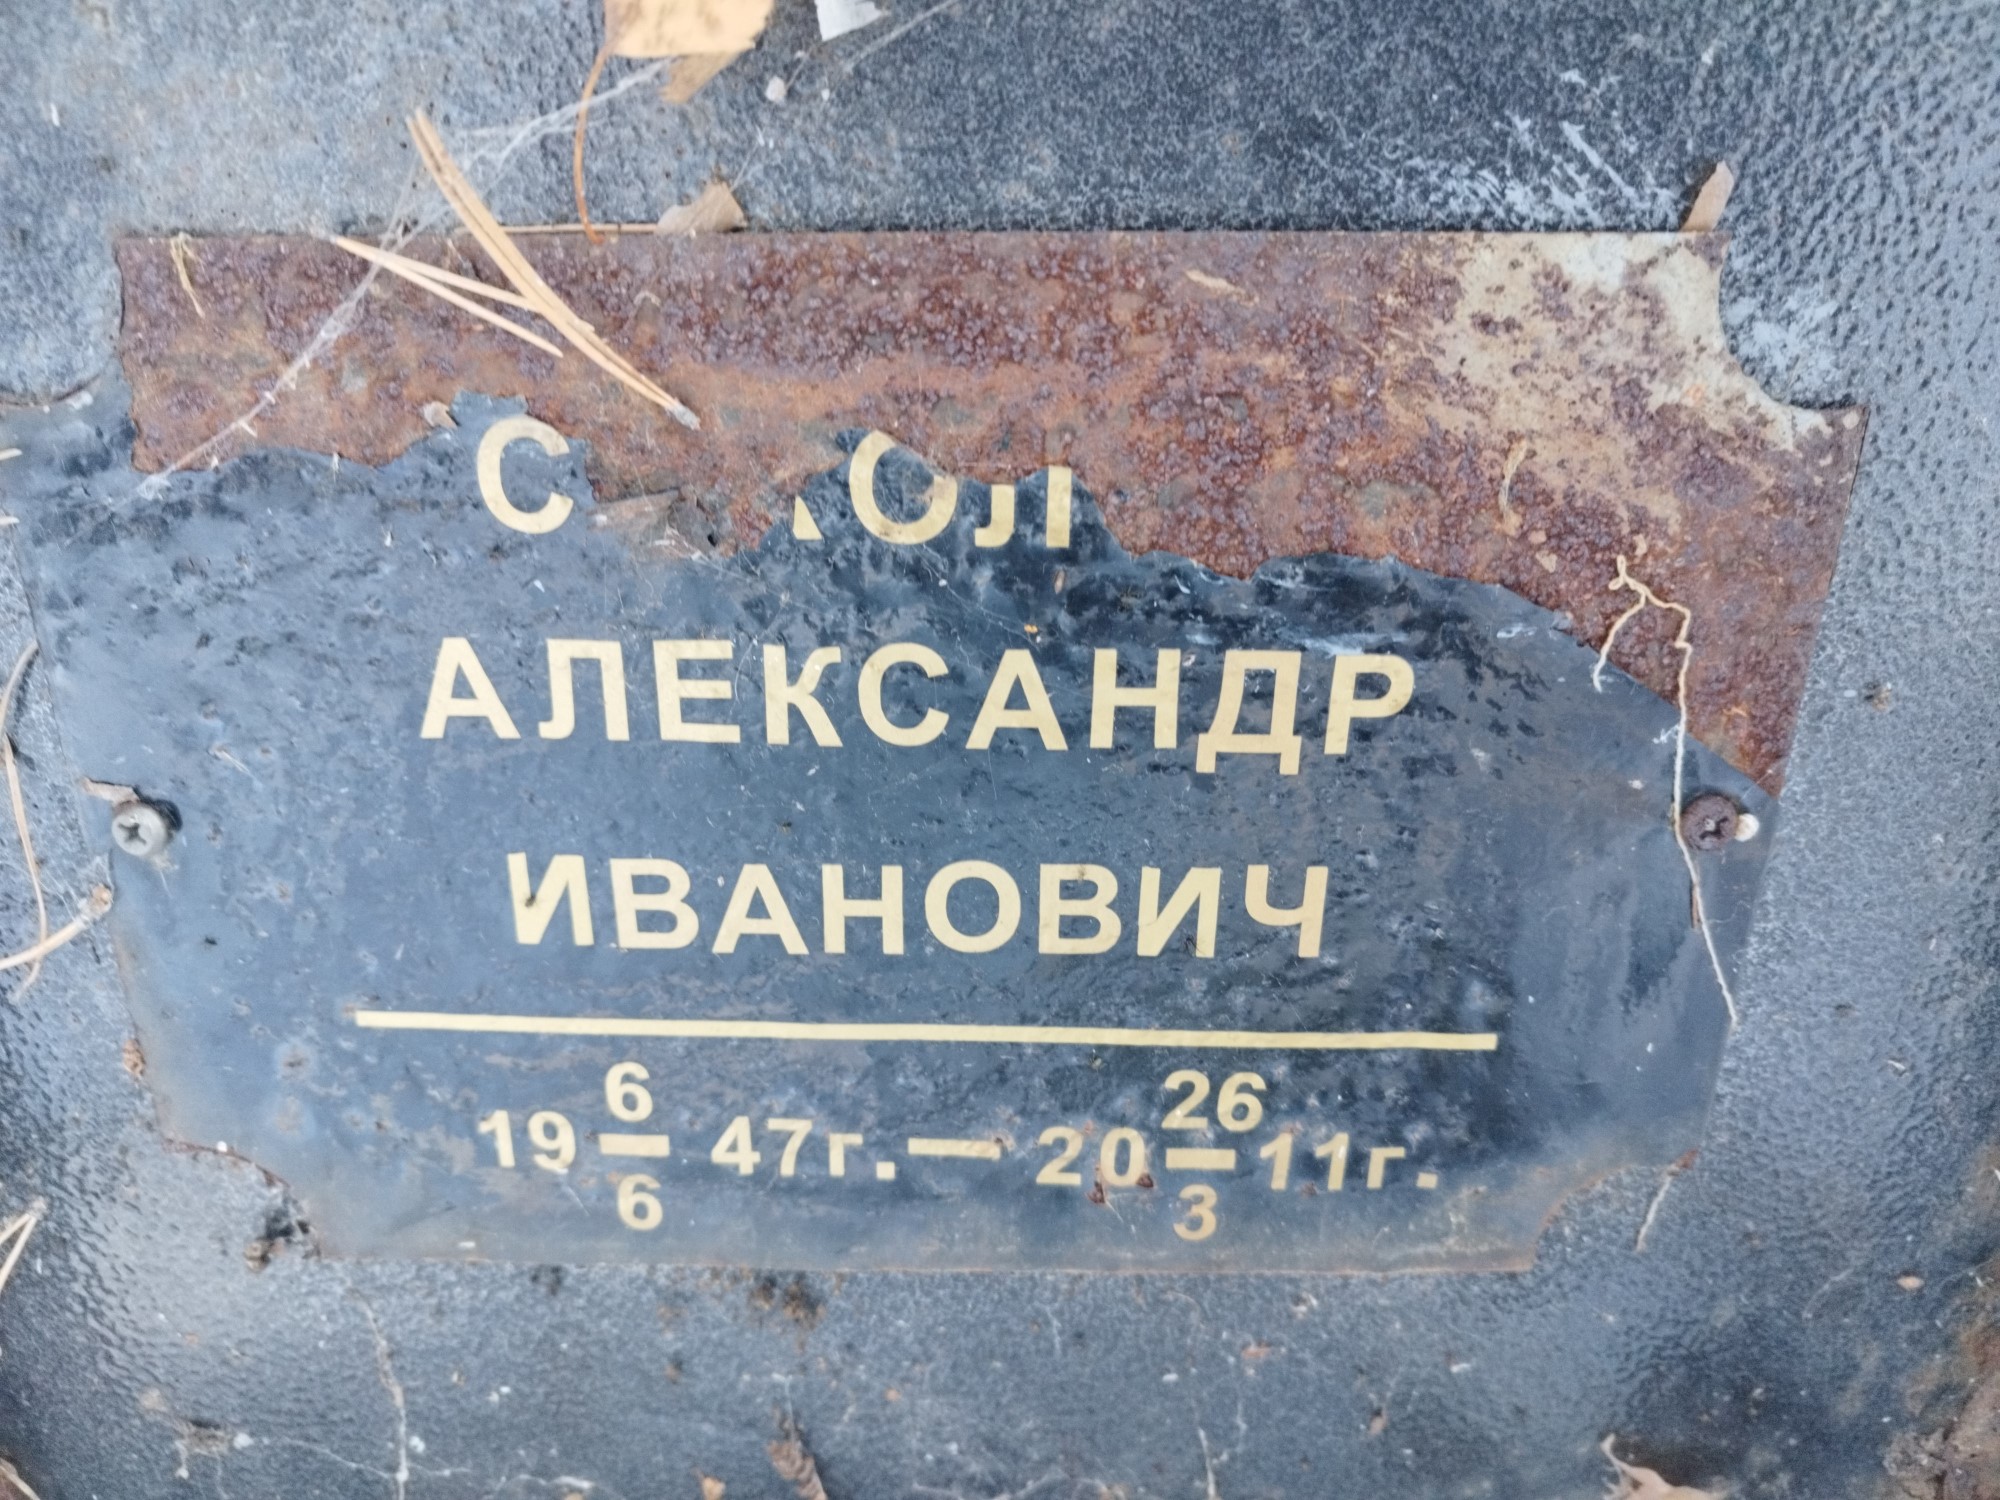 АЛЕКСАНДР
ИВАНОВИЧ
19 6/6 47г. — 20 26/3 11г.